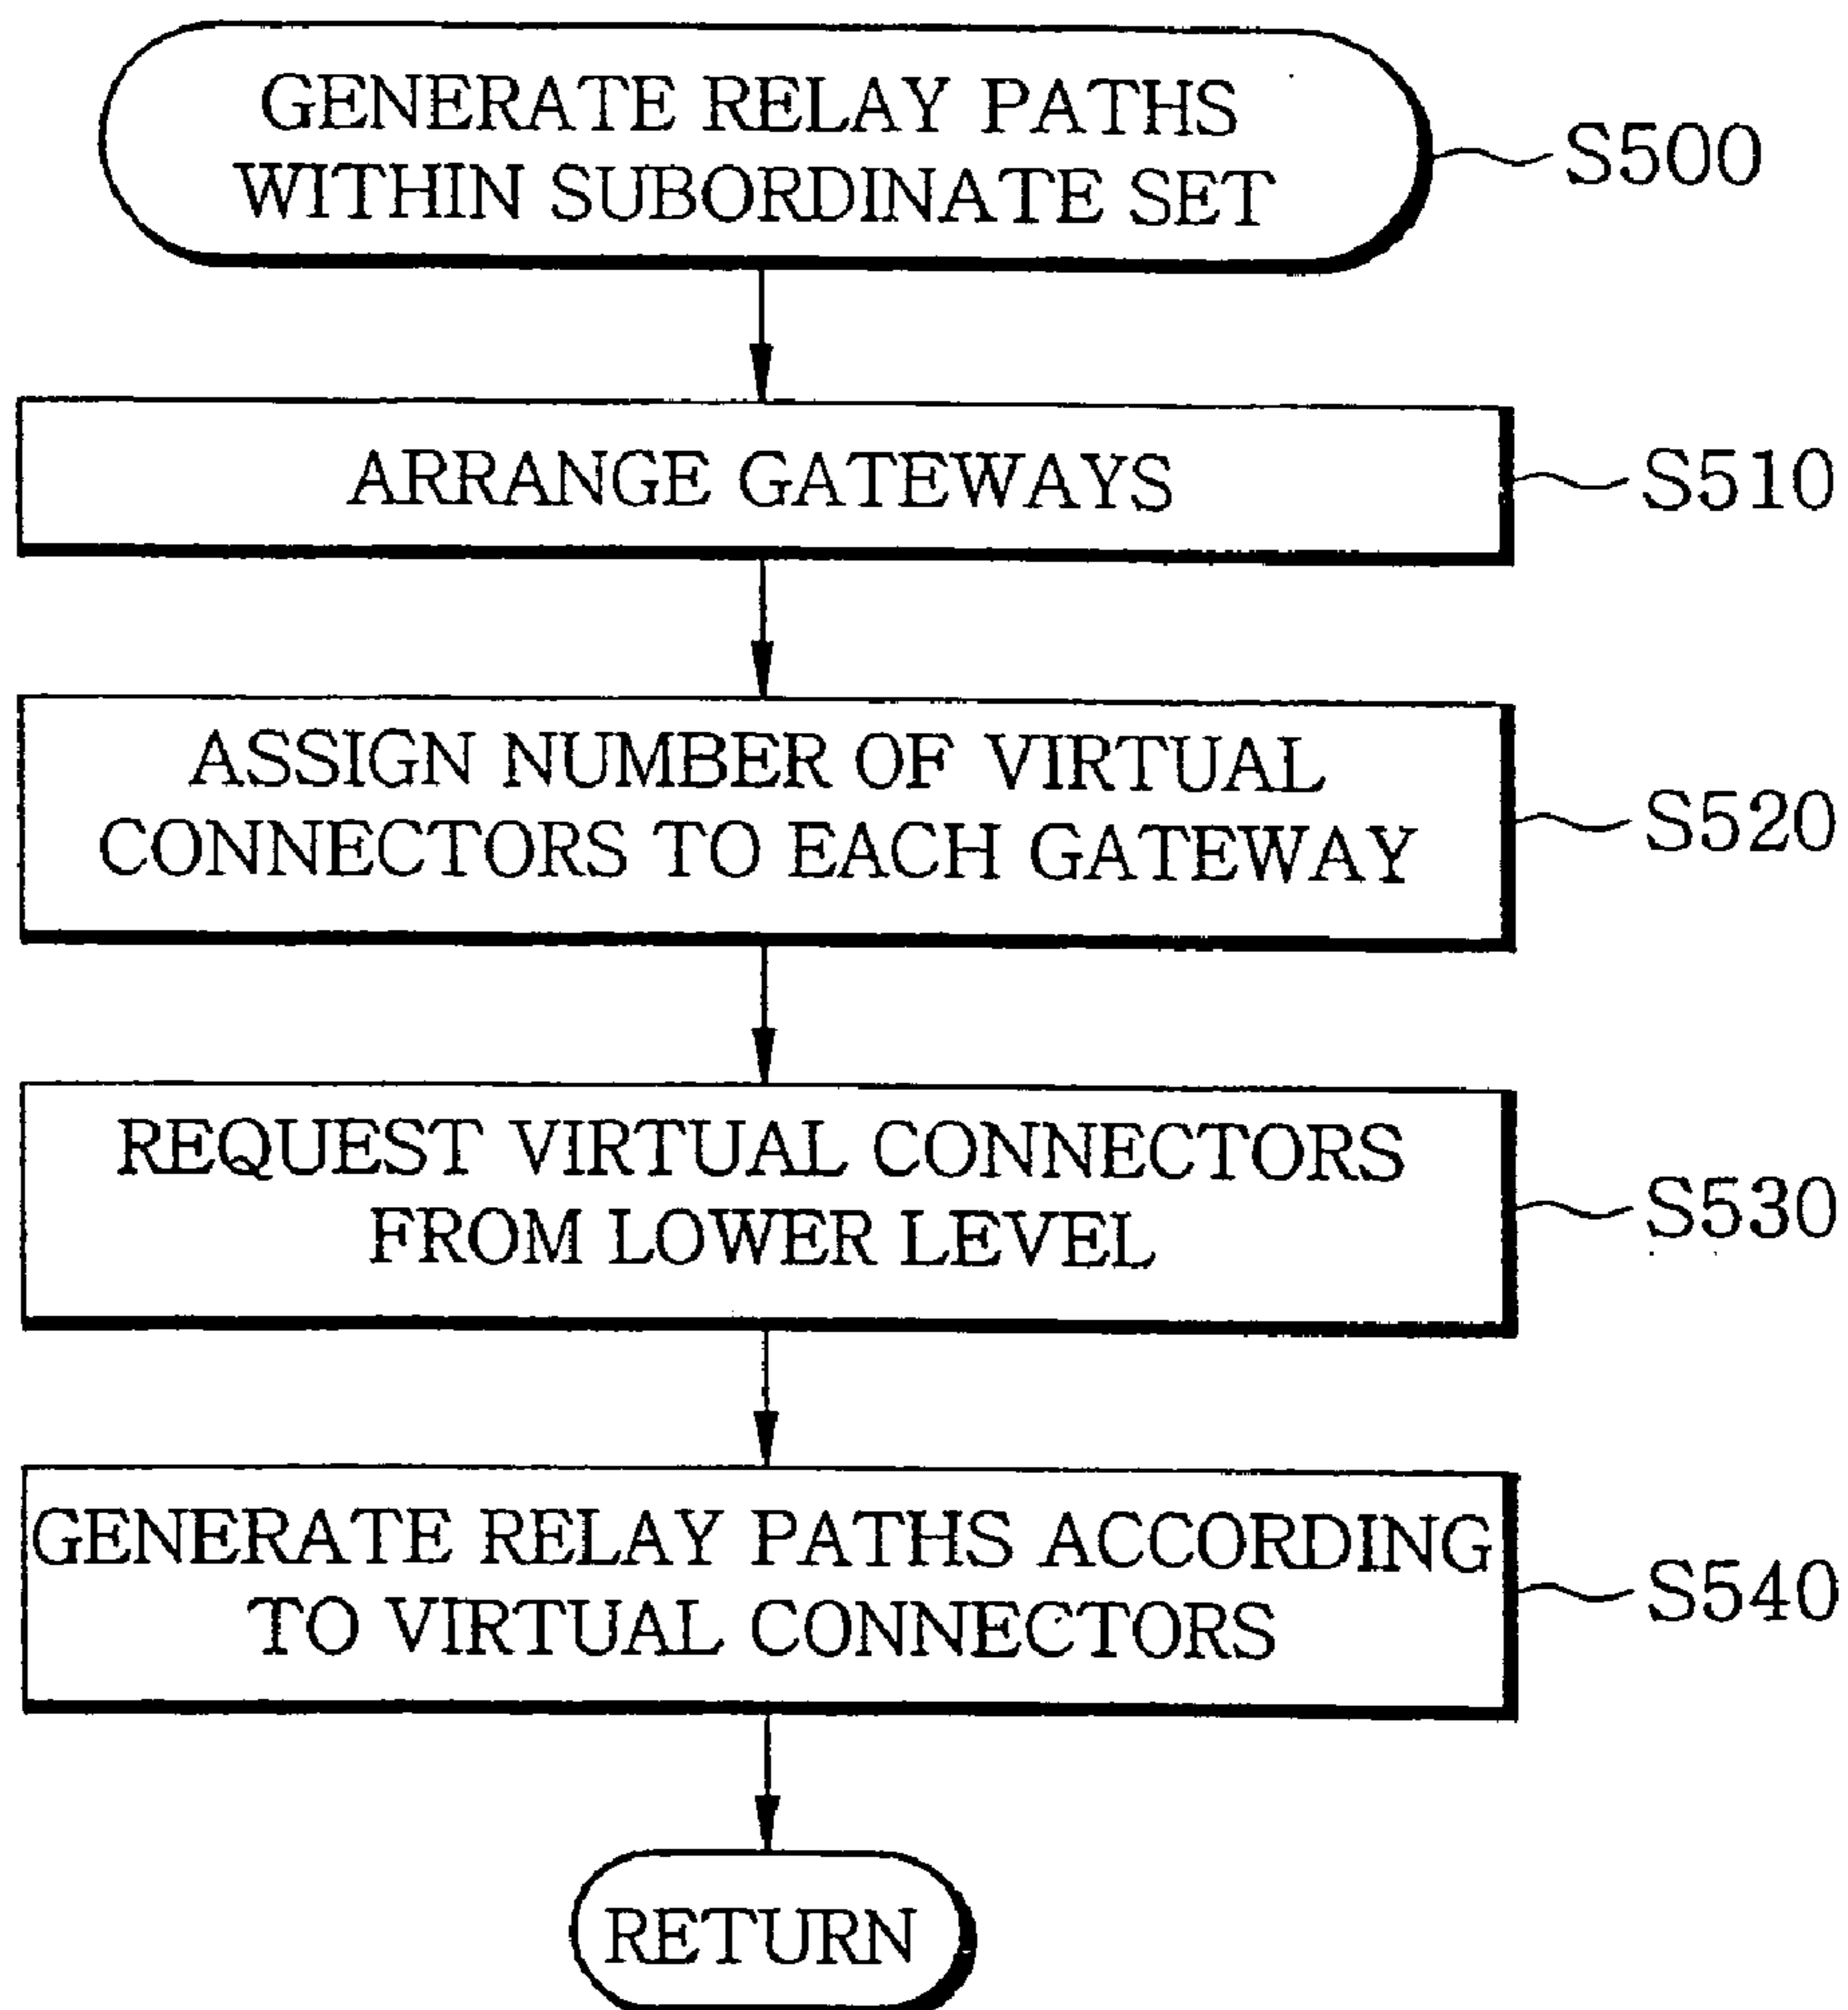 GENERATE RELAY PATHS
WITHIN SUBORDINATE SET
S500
ARRANGE GATEWAYS
S510
ASSIGN NUMBER OF VIRTUAL
CONNECTORS TO EACH GATEWAY
S520
REQUEST VIRTUAL CONNECTORS
FROM LOWER LEVEL
S530
GENERATE RELAY PATHS ACCORDING
TO VIRTUAL CONNECTORS
S540
RETURN